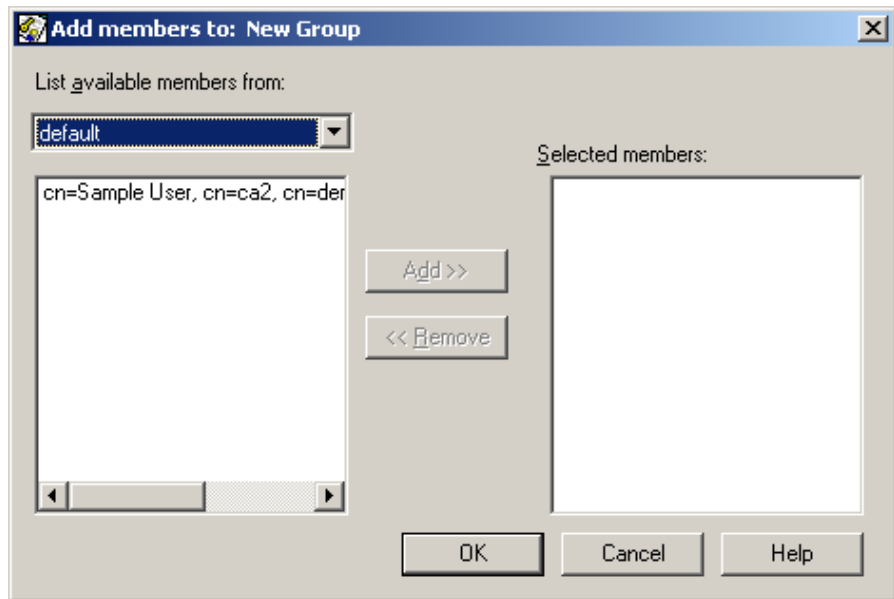 Add members to: New Group
List available members from:
default
Selected members:
cn=Sample User, cn=ca2, cn=der
Add >>
<< Remove
OK
Cancel
Help